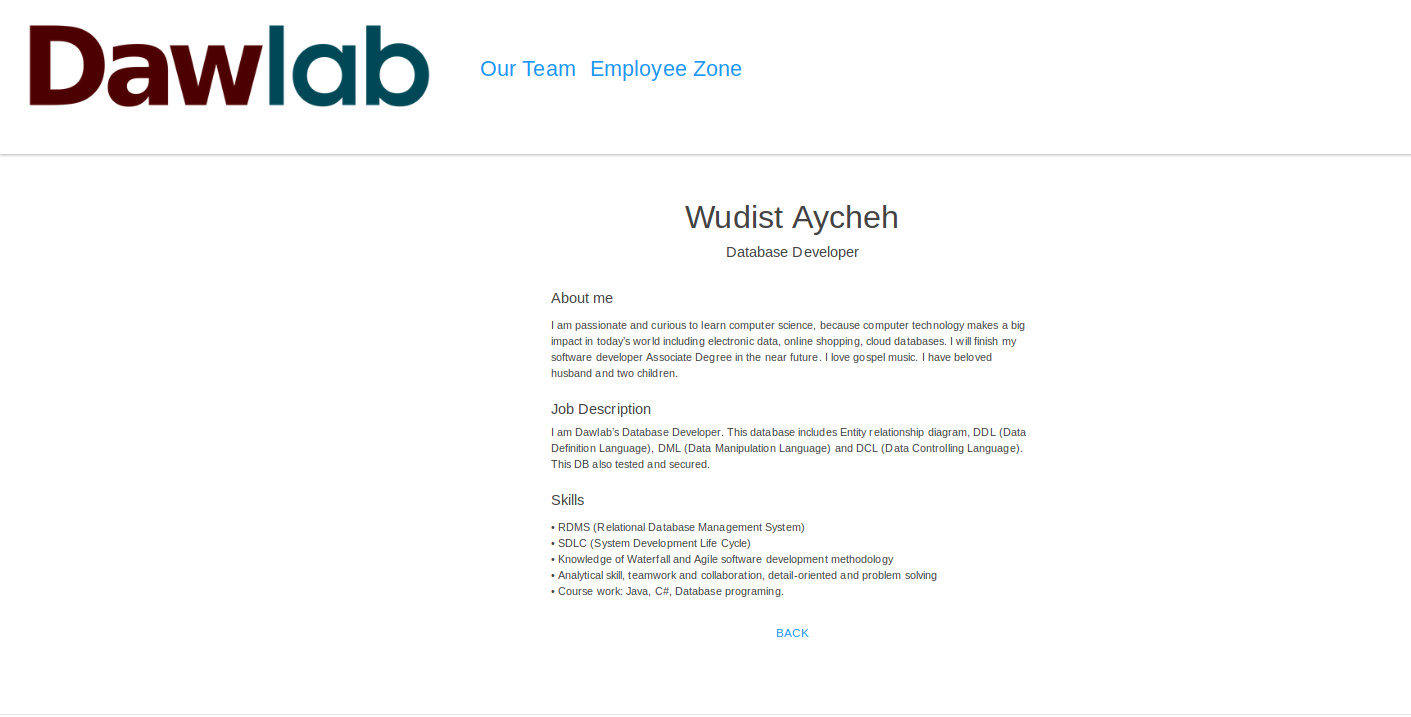 Dawlab
Our Team Employee Zone
Wudist Aycheh
Database Developer
About me
I am passionate and curious to learn computer science, because computer technology makes a big
impact in today's world including electronic data, online shopping, cloud databases. I will finish my
software developer Associate Degree in the near future. I love gospel music. I have beloved
husband and two children.
Job Description
I am Dawlab's Database Developer. This database includes Entity relationship diagram, DDL (Data
Definition Language), DML (Data Manipulation Language) and DCL (Data Controlling Language).
This DB also tested and secured.
Skills
• RDMS (Relational Database Management System)
• SDLC (System Development Life Cycle)
• Knowledge of Waterfall and Agile software development methodology
• Analytical skill, teamwork and collaboration, detail-oriented and problem solving
• Course work: Java, C#, Database programing.
BACK